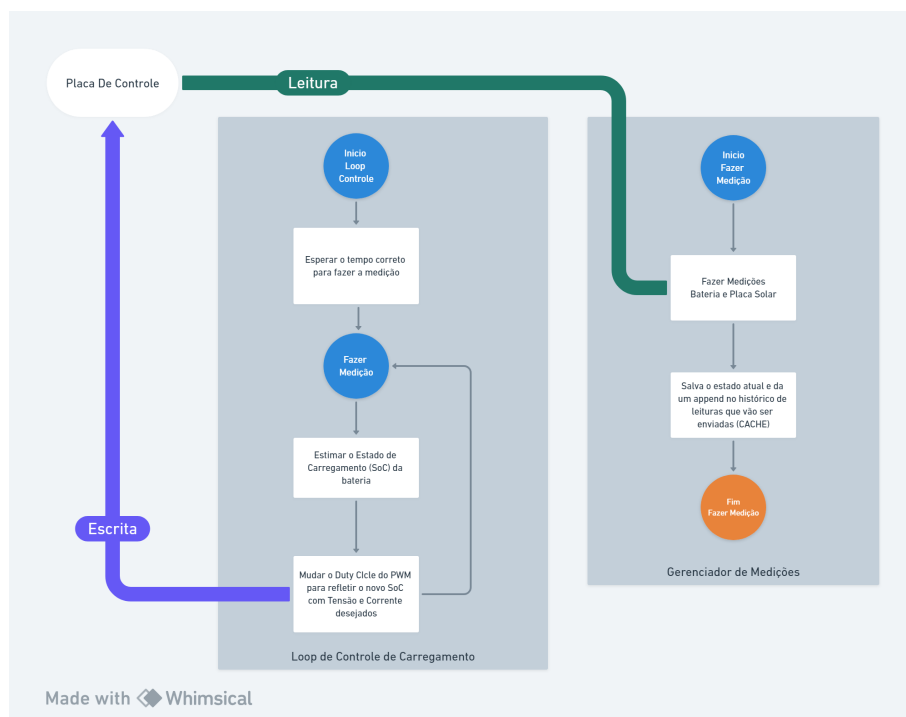 Placa De Controle
Leitura
Inicio
Loop
Controle
Esperar o tempo correto
para fazer a medição
Fazer
Medição
Estimar o Estado de
Carregamento (SoC) da
bateria
Escrita
Mudar o Duty CIcle do PWM
para refletir o novo SoC
com Tensão e Corrente
desejados
Loop de Controle de Carregamento
Inicio
Fazer
Medição
Fazer Medições
Bateria e Placa Solar
Salva o estado atual e da
um append no histórico de
leituras que vão ser
enviadas (CACHE)
Fim
Fazer Medição
Gerenciador de Medições
Made with Whimsical